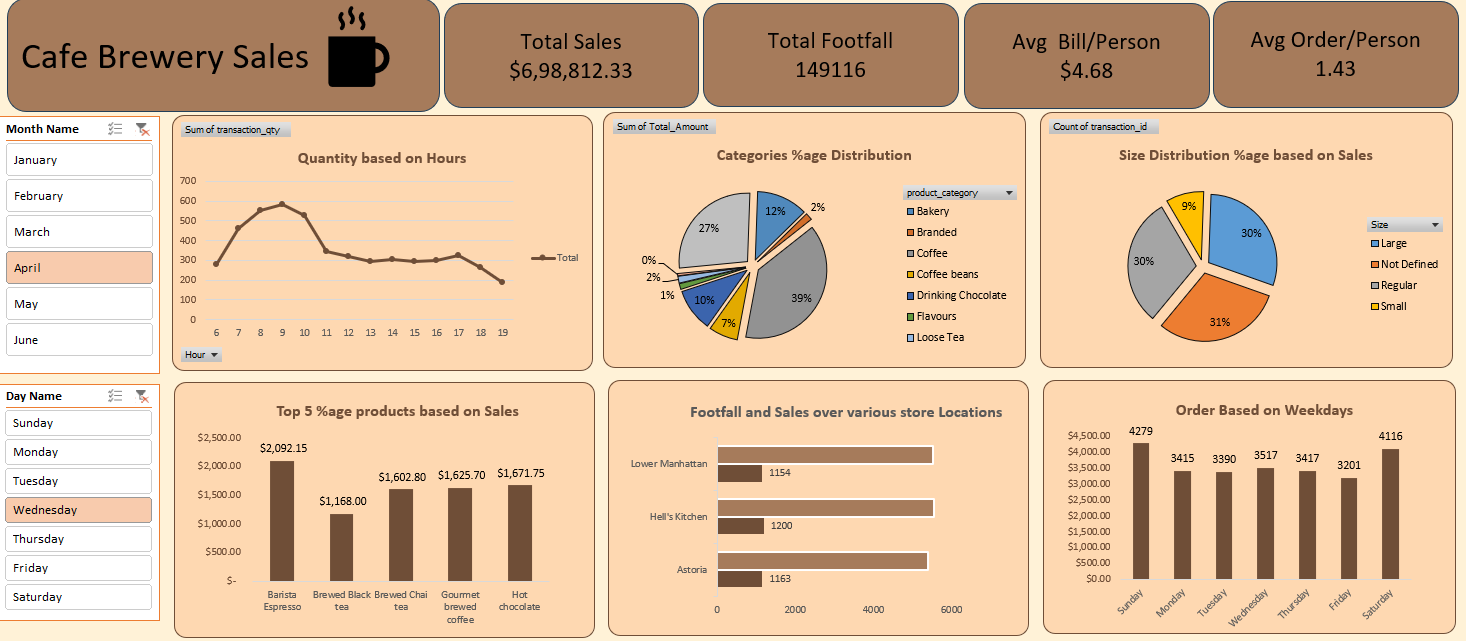 Cafe Brewery Sales
Total Sales
$6,98,812.33
Total Footfall
149116
Avg  Bill/Person
$4.68
Avg Order/Person
1.43
Month Name
January
February
March
April
May
June
Sum of transaction_qty
Quantity based on Hours
700
600
500
400
300
200
100
0
6 7 8 9 10 11 12 13 14 15 16 17 18 19
Total
Hour
Sum of Total_Amount
Categories %age Distribution
12%
2%
39%
7%
10%
1%
2%
0%
27%
product_category
Bakery
Branded
Coffee
Coffee beans
Drinking Chocolate
Flavours
Loose Tea
Count of transaction_id
Size Distribution %age based on Sales
30%
31%
30%
9%
Size
Large
Not Defined
Regular
Small
Day Name
Sunday
Monday
Tuesday
Wednesday
Thursday
Friday
Saturday
Top 5 %age products based on Sales
$2,500.00
$2,000.00
$1,500.00
$1,000.00
$500.00
$-
$2,092.15
$1,168.00
$1,602.80
$1,625.70
$1,671.75
Barista
Espresso
Brewed Black
tea
Brewed Chai
tea
Gourmet
brewed
coffee
Hot
chocolate
Footfall and Sales over various store Locations
Lower Manhattan
1154
Hell's Kitchen
1200
Astoria
1163
0 2000 4000 6000
Order Based on Weekdays
$4,500.00
$4,000.00
$3,500.00
$3,000.00
$2,500.00
$2,000.00
$1,500.00
$1,000.00
$500.00
$0.00
4279
3415
3390
3517
3417
3201
4116
Sunday
Monday
Tuesday
Wednesday
Thursday
Friday
Saturday